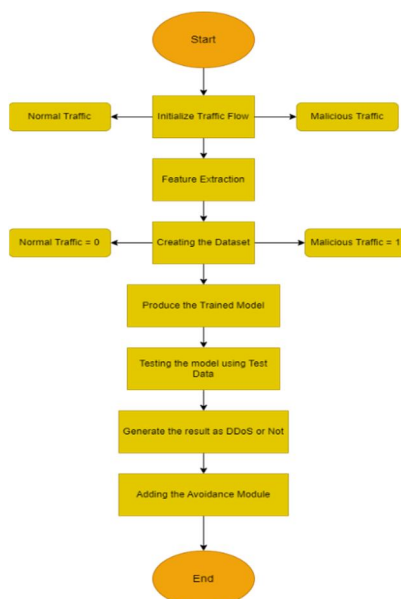 Start
Normal Traffic
Initialize Traffic Flow
Malicious Traffic
Feature Extraction
Normal Traffic = 0
Creating the Dataset
Malicious Traffic = 1
Produce the Trained Model
Testing the model using Test
Data
Generate the result as DDoS or Not
Adding the Avoidance Module
End